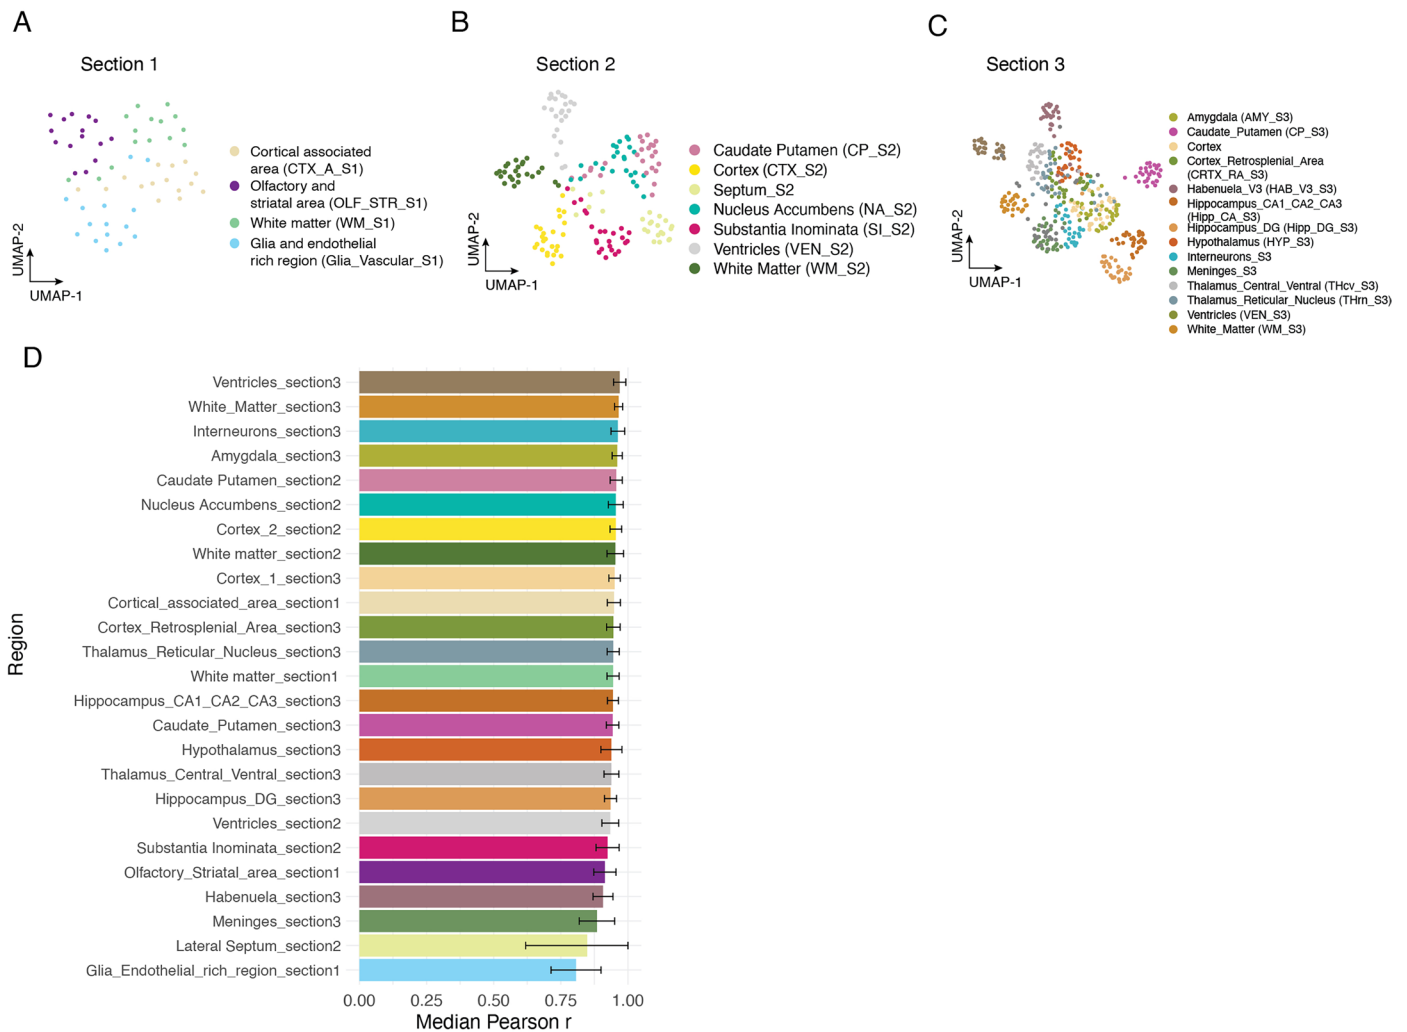 A
Section 1
Cortical associated
area (CTX_A_S1)
Olfactory and
striatal area (OLF_STR_S1)
White matter (WM_S1)
Glia and endothelial
rich region (Glia_Vascular_S1)
UMAP-2
UMAP-1
B
Section 2
Caudate Putamen (CP_S2)
Cortex (CTX_S2)
Septum_S2
Nucleus Accumbens (NA_S2)
Substantia Inominata (SI_S2)
Ventricles (VEN_S2)
White Matter (WM_S2)
UMAP-2
UMAP-1
C
Section 3
Amygdala (AMY_S3)
Caudate_Putamen (CP_S3)
Cortex
Cortex_Retrosplenial_Area
(CRTX_RA_S3)
Habenuela_V3 (HAB_V3_S3)
Hippocampus_CA1_CA2_CA3
(Hipp_CA_S3)
Hippocampus_DG (Hipp_DG_S3)
Hypothalamus (HYP_S3)
Interneurons_S3
Meninges_S3
Thalamus_Central_Ventral (THcv_S3)
Thalamus_Reticular_Nucleus (THrn_S3)
Ventricles (VEN_S3)
White_Matter (WM_S3)
UMAP-2
UMAP-1
D
Region
Ventricles_section3
White_Matter_section3
Interneurons_section3
Amygdala_section3
Caudate Putamen_section2
Nucleus Accumbens_section2
Cortex_2_section2
White matter_section2
Cortex_1_section3
Cortical_associated_area_section1
Cortex_Retrosplenial_Area_section3
Thalamus_Reticular_Nucleus_section3
White matter_section1
Hippocampus_CA1_CA2_CA3_section3
Caudate_Putamen_section3
Hypothalamus_section3
Thalamus_Central_Ventral_section3
Hippocampus_DG_section3
Ventricles_section2
Substantia Inominata_section2
Olfactory_Striatal_area_section1
Habenuela_section3
Meninges_section3
Lateral Septum_section2
Glia_Endothelial_rich_region_section1
0.00 0.25 0.50 0.75 1.00
Median Pearson r